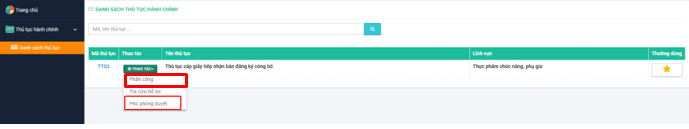 Trang chủ
DANH SÁCH THỦ TỤC HÀNH CHÍNH
Thủ tục hành chính
Mã, tên thủ tục ...
Danh sách thủ tục
Mã thủ tục Thao tác Tên thủ tục Lĩnh vực Thường dùng
TT02 THAO TÁC Thủ tục cấp giấy tiếp nhận bản đăng ký công bố Thực phẩm chức năng, phụ gia
Phân công
Tra cứu hồ sơ
Phó phòng duyệt